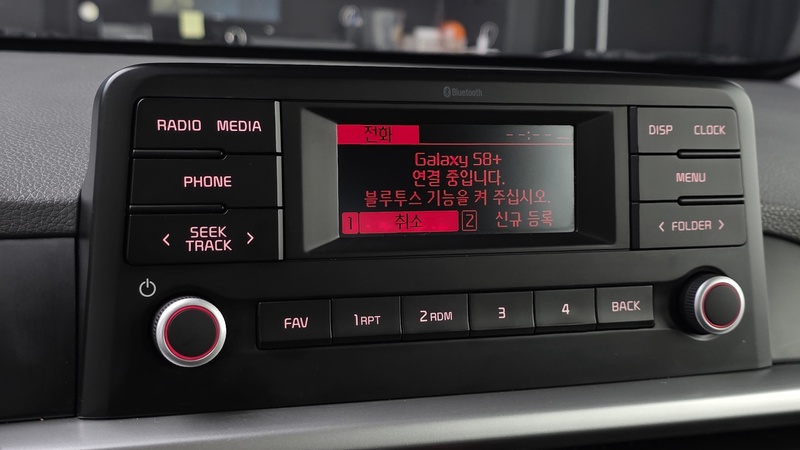 Bluetooth
RADIO MEDIA
PHONE
SEEK
TRACK
전화
--:--
Galaxy S8+
연결 중입니다.
블루투스 기능을 켜 주십시오.
1 취소 2 신규 등록
DISP CLOCK
MENU
FOLDER
FAV 1 RPT 2 RDM 3 4 BACK